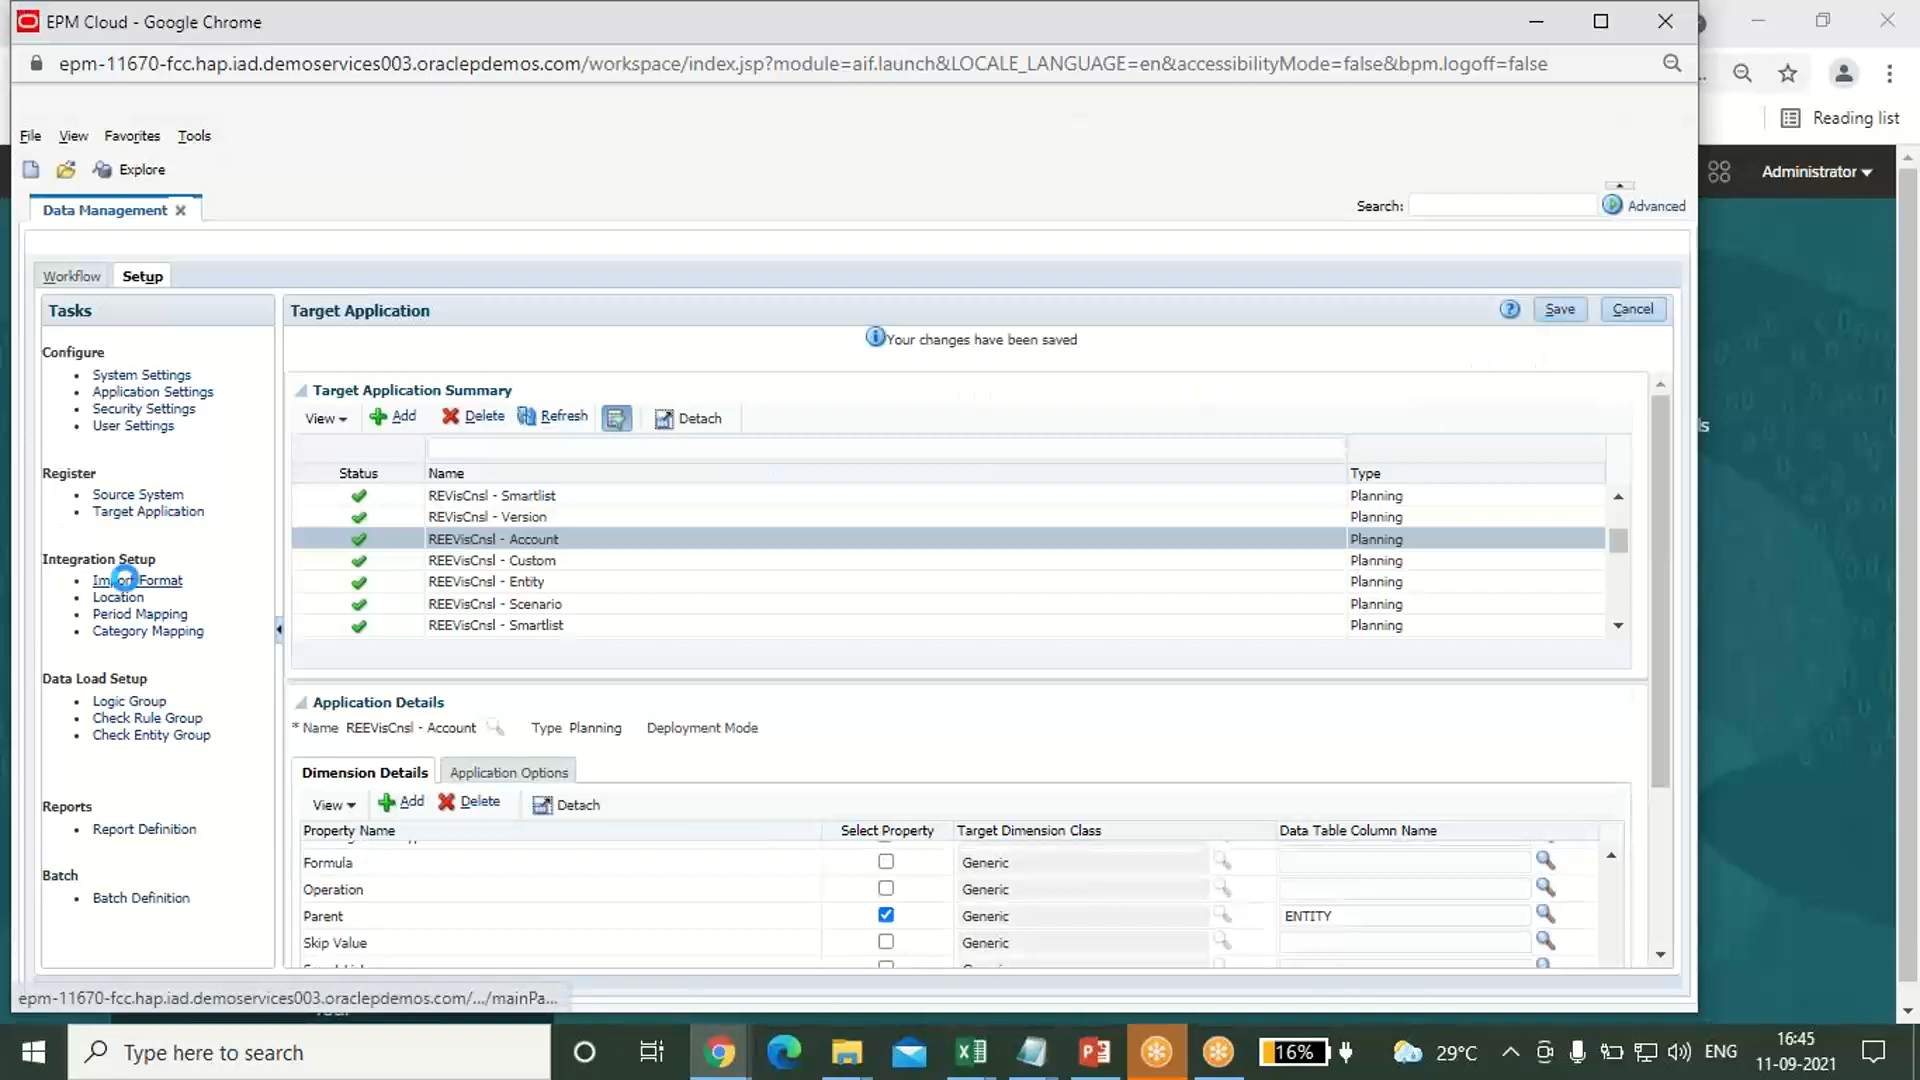 EPM Cloud - Google Chrome
epm-11670-fcc.hap.iad.demoservices003.oraclepdemos.com/workspace/index.jsp?module=aif.launch&LOCALE_LANGUAGE=en&accessibilityMode=false&bpm.logoff=false
Reading list
File View Favorites Tools
Explore
Administrator
Data Management
Search:
Advanced
Workflow Setup
Tasks
Configure
System Settings
Application Settings
Security Settings
User Settings
Register
Source System
Target Application
Integration Setup
Import Format
Location
Period Mapping
Category Mapping
Data Load Setup
Logic Group
Check Rule Group
Check Entity Group
Reports
Report Definition
Batch
Batch Definition
Target Application
Save Cancel
Your changes have been saved
Target Application Summary
View Add Delete Refresh Detach
Status Name Type
REVisCnsl - Smartlist Planning
REVisCnsl - Version Planning
REEVisCnsl - Account Planning
REEVisCnsl - Custom Planning
REEVisCnsl - Entity Planning
REEVisCnsl - Scenario Planning
REEVisCnsl - Smartlist Planning
Application Details
* Name REEVisCnsl - Account Type Planning Deployment Mode
Dimension Details Application Options
View Add Delete Detach
Property Name Select Property Target Dimension Class Data Table Column Name
Formula Generic
Operation Generic
Parent Generic ENTITY
Skip Value Generic
epm-11670-fcc.hap.iad.demoservices003.oraclepdemos.com/.../mainPa...
Type here to search
16%
29°C
ENG
16:45
11-09-2021